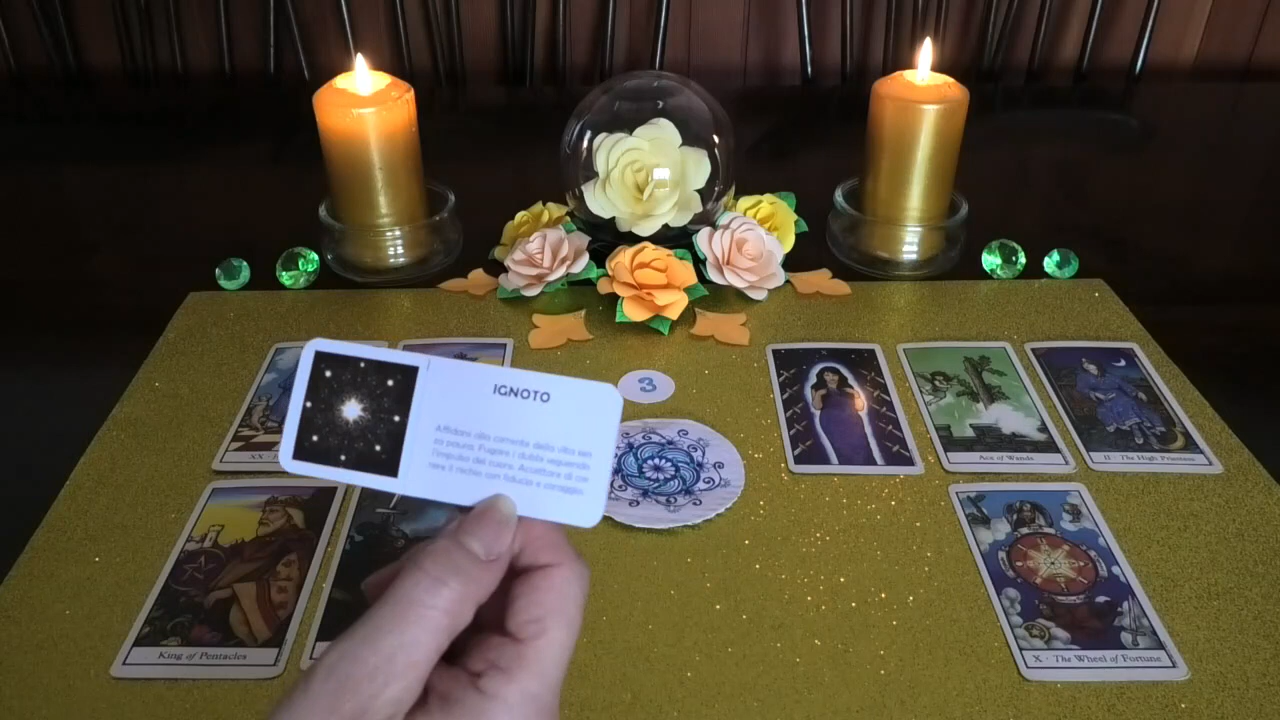 IGNOTO
Affidarsi alla corrente della vita sen
za paura. Fugare i dubbi seguendo
l'impulso del cuore. Accettare di cor
rere il rischio con fiducia e coraggio.
3
XX
Ace of Wands
II · The High Priestess
King of Pentacles
X · The Wheel of Fortune